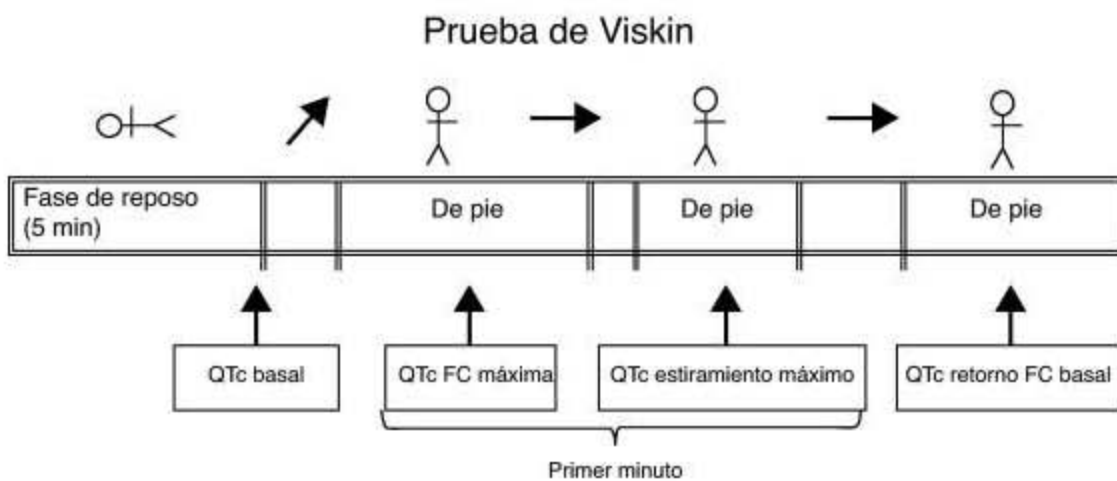 Prueba de Viskin
Fase de reposo
(5 min)
De pie
De pie
De pie
QTc basal
QTc FC máxima
QTc estiramiento máximo
QTc retorno FC basal
Primer minuto